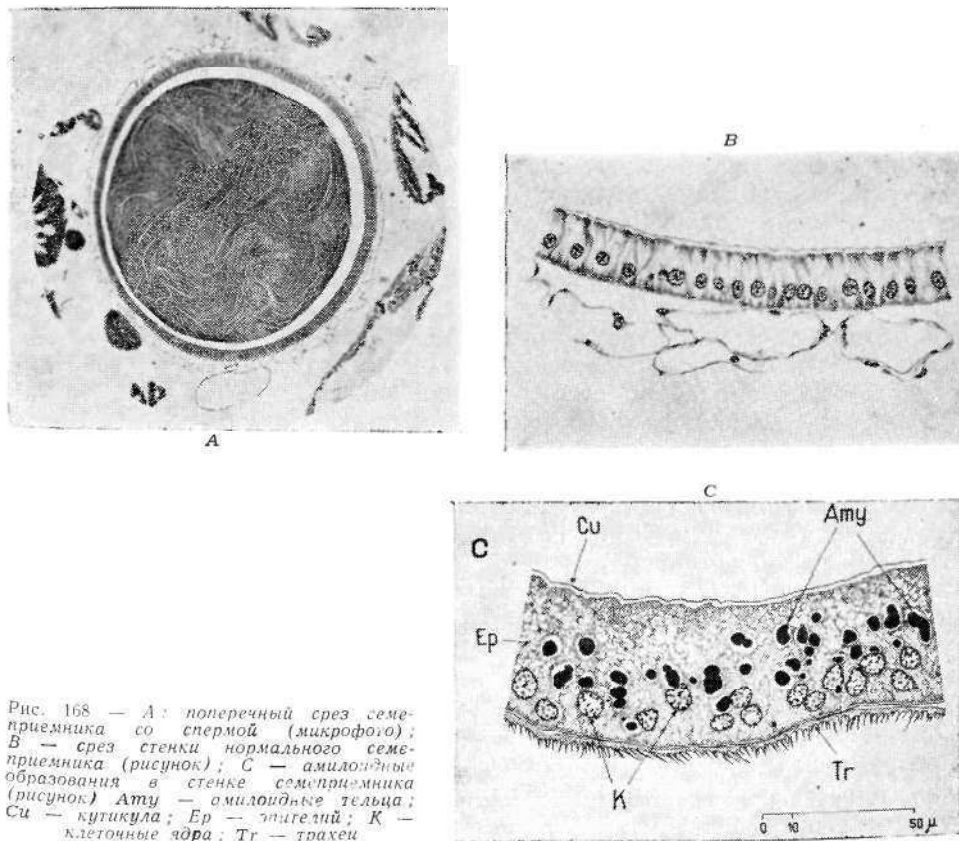 A
B
C
C
Cu
Amy
Ep
K
Tr
0 10 50 μ
Рис. 168 — А: поперечный срез семе-
приемника со спермой (микрофото);
В — срез стенки нормального семе-
приемника (рисунок); С — амилоидные
образования в стенке семеприемника
(рисунок) Amy — амилоидные тельца;
Cu — кутикула; Ep — эпителий; K —
клеточные ядра; Tr — трахеи